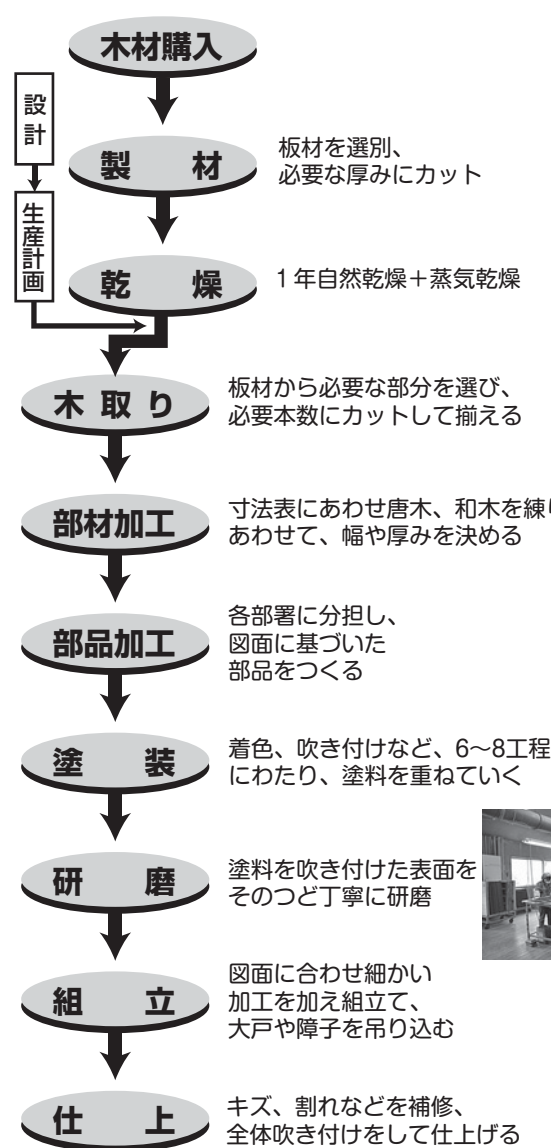 木材購入
設計
生産計画
製　材
板材を選別、
必要な厚みにカット
乾　燥
1年自然乾燥＋蒸気乾燥
木 取 り
板材から必要な部分を選び、
必要本数にカットして揃える
部材加工
寸法表にあわせ唐木、和木を練り
あわせて、幅や厚みを決める
部品加工
各部署に分担し、
図面に基づいた
部品をつくる
塗　装
着色、吹き付けなど、6～8工程
にわたり、塗料を重ねていく
研　磨
塗料を吹き付けた表面を
そのつど丁寧に研磨
組　立
図面に合わせ細かい
加工を加え組立て、
大戸や障子を吊り込む
仕　上
キズ、割れなどを補修、
全体吹き付けをして仕上げる